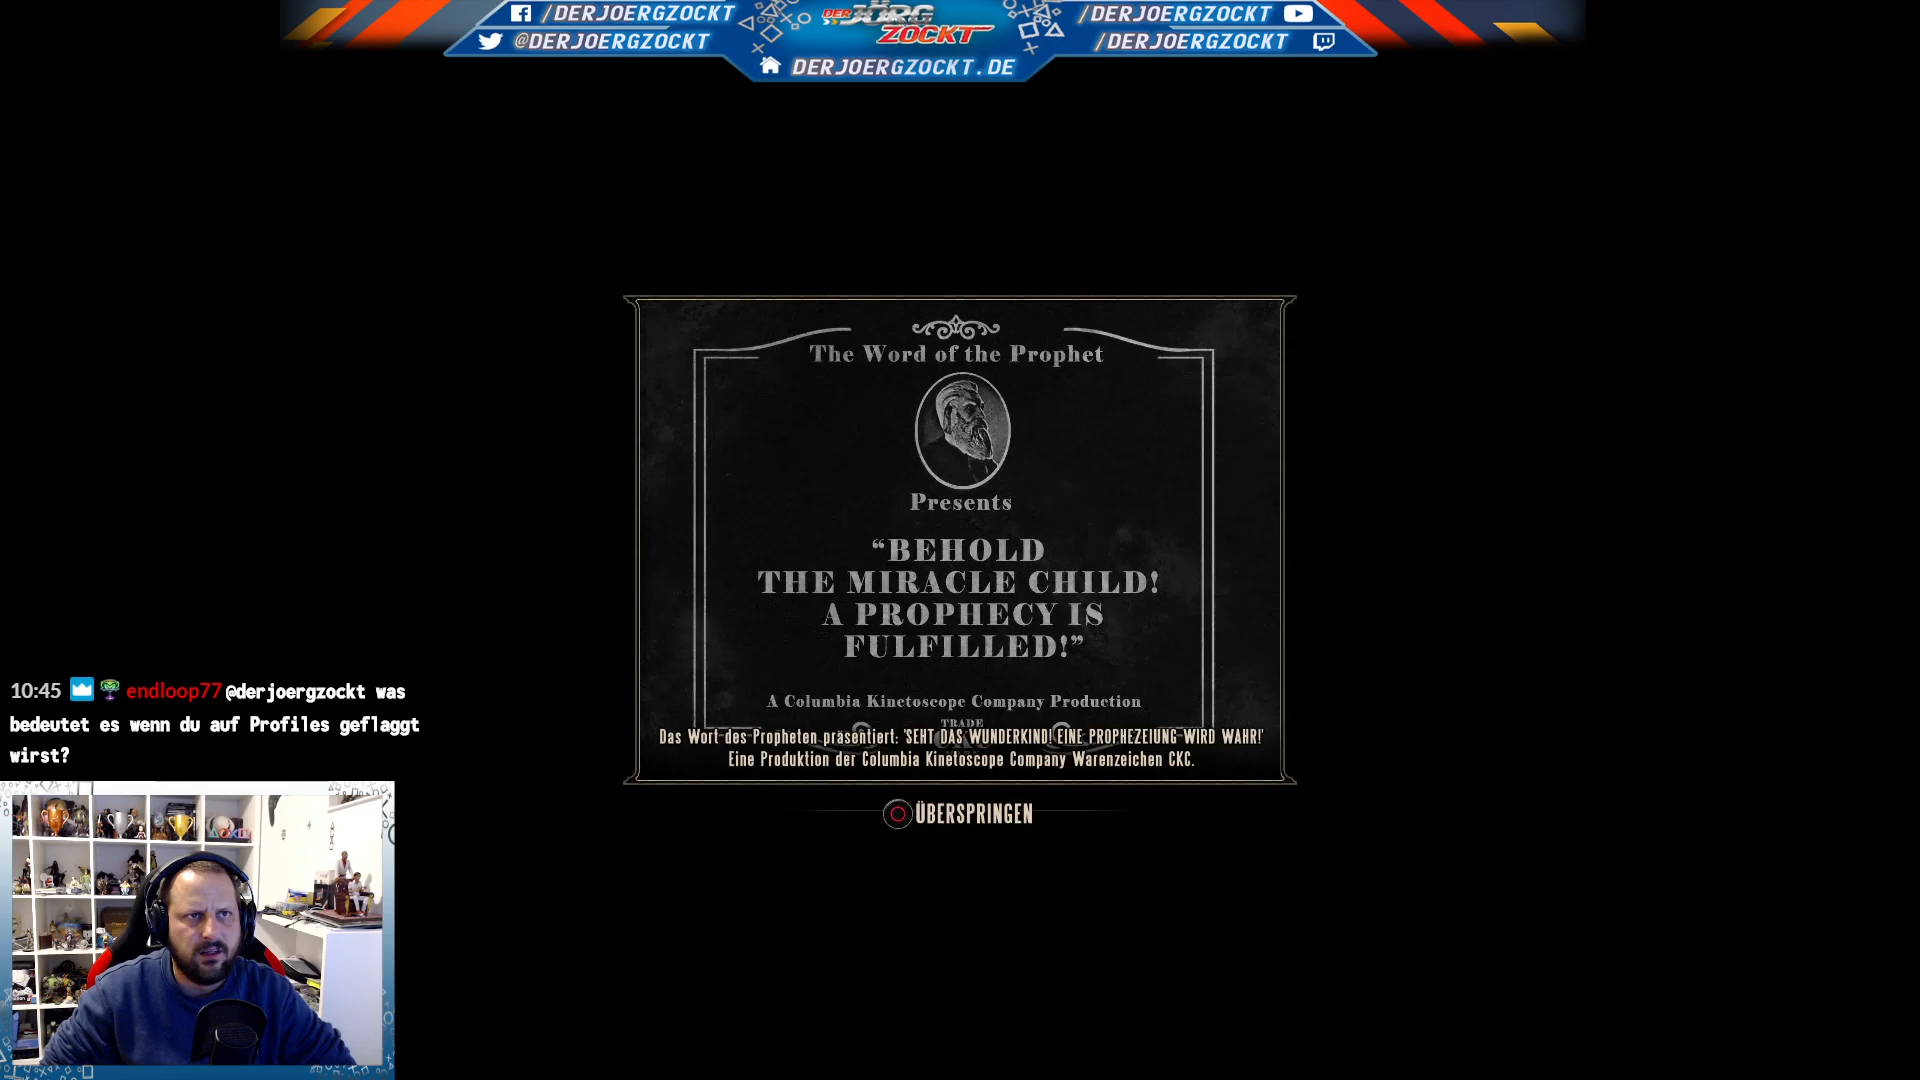 /DERJOERGZOCKT
@DERJOERGZOCKT
DER JÖRG ZOCKT
/DERJOERGZOCKT
/DERJOERGZOCKT
DERJOERGZOCKT.DE
The Word of the Prophet
Presents
“BEHOLD
THE MIRACLE CHILD!
A PROPHECY IS
FULFILLED!”
A Columbia Kinetoscope Company Production
TRADE
CKC
Das Wort des Propheten präsentiert: 'SEHT DAS WUNDERKIND! EINE PROPHEZEIUNG WIRD WAHR!'
Eine Produktion der Columbia Kinetoscope Company Warenzeichen CKC.
ÜBERSPRINGEN
10:45 endloop77 @derjoergzockt was
bedeutet es wenn du auf Profiles geflaggt
wirst?